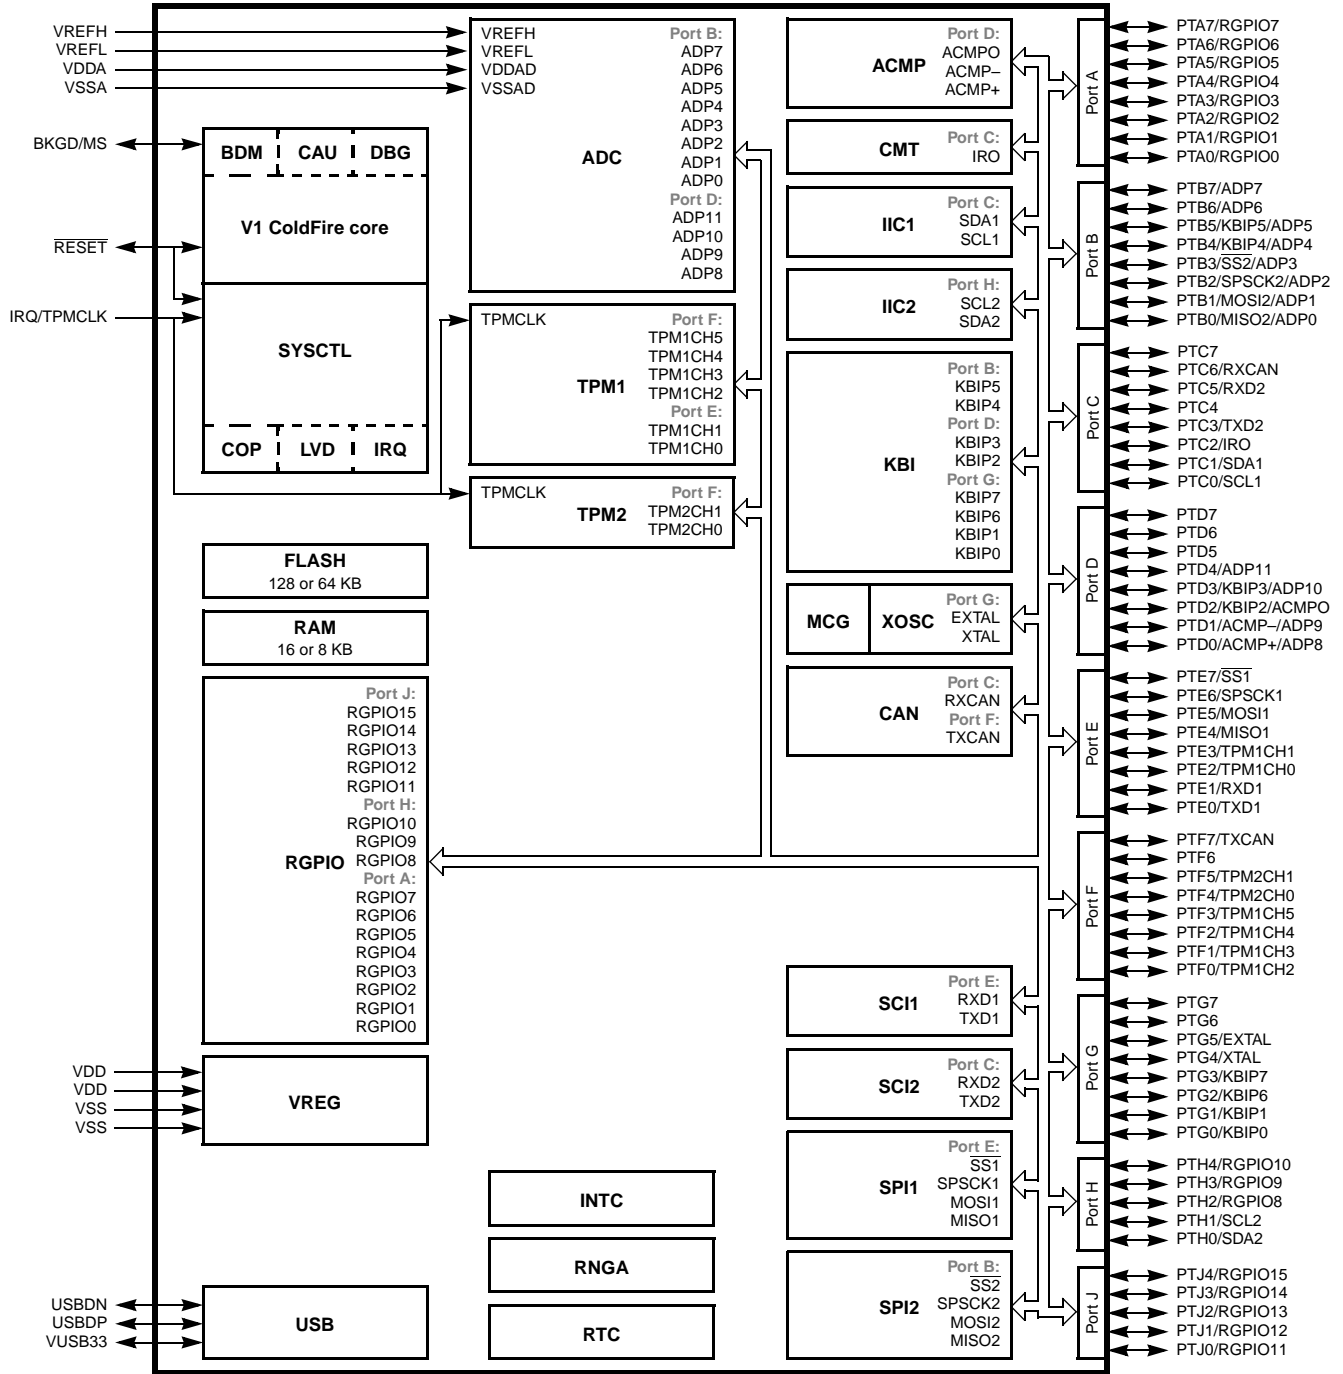 VREFH
VREFL
VDDA
VSSA
BKGD/MS
RESET
IRQ/TPMCLK
VDD
VDD
VSS
VSS
USBDN
USBDP
VUSB33
BDM
CAU
DBG
V1 ColdFire core
SYSCTL
COP
LVD
IRQ
FLASH
128 or 64 KB
RAM
16 or 8 KB
RGPIO
Port J:
RGPIO15
RGPIO14
RGPIO13
RGPIO12
RGPIO11
Port H:
RGPIO10
RGPIO9
RGPIO8
Port A:
RGPIO7
RGPIO6
RGPIO5
RGPIO4
RGPIO3
RGPIO2
RGPIO1
RGPIO0
VREG
USB
VREFH
VREFL
VDDAD
VSSAD
ADC
Port B:
ADP7
ADP6
ADP5
ADP4
ADP3
ADP2
ADP1
ADP0
Port D:
ADP11
ADP10
ADP9
ADP8
TPMCLK
TPM1
Port F:
TPM1CH5
TPM1CH4
TPM1CH3
TPM1CH2
Port E:
TPM1CH1
TPM1CH0
TPMCLK
TPM2
Port F:
TPM2CH1
TPM2CH0
INTC
RNGA
RTC
ACMP
Port D:
ACMPO
ACMP–
ACMP+
CMT
Port C:
IRO
IIC1
Port C:
SDA1
SCL1
IIC2
Port H:
SCL2
SDA2
KBI
Port B:
KBIP5
KBIP4
Port D:
KBIP3
KBIP2
Port G:
KBIP7
KBIP6
KBIP1
KBIP0
MCG
XOSC
Port G:
EXTAL
XTAL
CAN
Port C:
RXCAN
Port F:
TXCAN
SCI1
Port E:
RXD1
TXD1
SCI2
Port C:
RXD2
TXD2
SPI1
Port E:
SS1
SPSCK1
MOSI1
MISO1
SPI2
Port B:
SS2
SPSCK2
MOSI2
MISO2
Port A
PTA7/RGPIO7
PTA6/RGPIO6
PTA5/RGPIO5
PTA4/RGPIO4
PTA3/RGPIO3
PTA2/RGPIO2
PTA1/RGPIO1
PTA0/RGPIO0
Port B
PTB7/ADP7
PTB6/ADP6
PTB5/KBIP5/ADP5
PTB4/KBIP4/ADP4
PTB3/SS2/ADP3
PTB2/SPSCK2/ADP2
PTB1/MOSI2/ADP1
PTB0/MISO2/ADP0
Port C
PTC7
PTC6/RXCAN
PTC5/RXD2
PTC4
PTC3/TXD2
PTC2/IRO
PTC1/SDA1
PTC0/SCL1
Port D
PTD7
PTD6
PTD5
PTD4/ADP11
PTD3/KBIP3/ADP10
PTD2/KBIP2/ACMPO
PTD1/ACMP–/ADP9
PTD0/ACMP+/ADP8
Port E
PTE7/SS1
PTE6/SPSCK1
PTE5/MOSI1
PTE4/MISO1
PTE3/TPM1CH1
PTE2/TPM1CH0
PTE1/RXD1
PTE0/TXD1
Port F
PTF7/TXCAN
PTF6
PTF5/TPM2CH1
PTF4/TPM2CH0
PTF3/TPM1CH5
PTF2/TPM1CH4
PTF1/TPM1CH3
PTF0/TPM1CH2
Port G
PTG7
PTG6
PTG5/EXTAL
PTG4/XTAL
PTG3/KBIP7
PTG2/KBIP6
PTG1/KBIP1
PTG0/KBIP0
Port H
PTH4/RGPIO10
PTH3/RGPIO9
PTH2/RGPIO8
PTH1/SCL2
PTH0/SDA2
Port J
PTJ4/RGPIO15
PTJ3/RGPIO14
PTJ2/RGPIO13
PTJ1/RGPIO12
PTJ0/RGPIO11